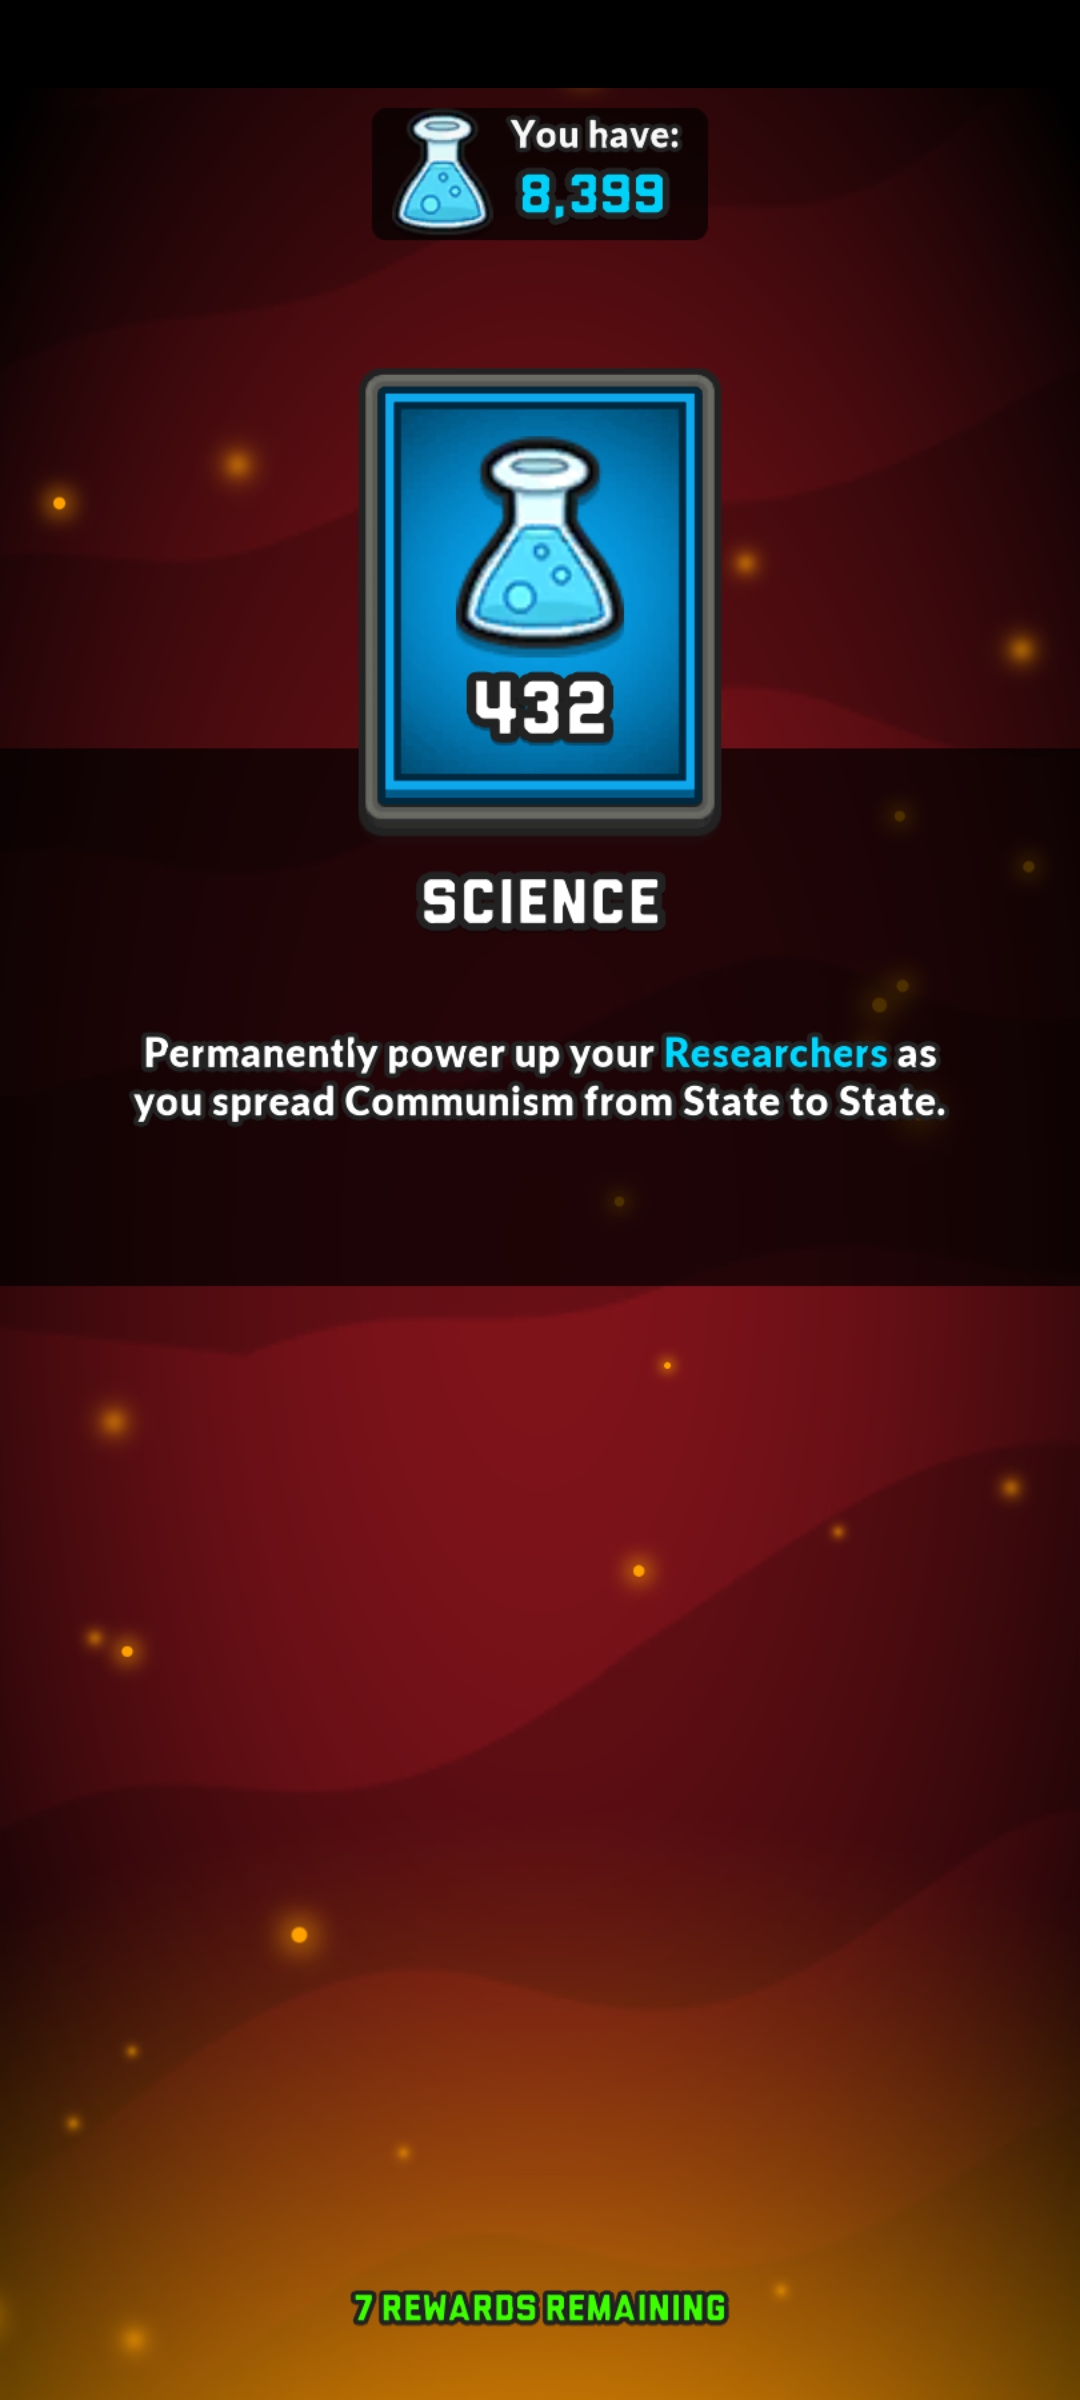 You have:
8,399
432
SCIENCE
Permanently power up your Researchers as
you spread Communism from State to State.
7 REWARDS REMAINING